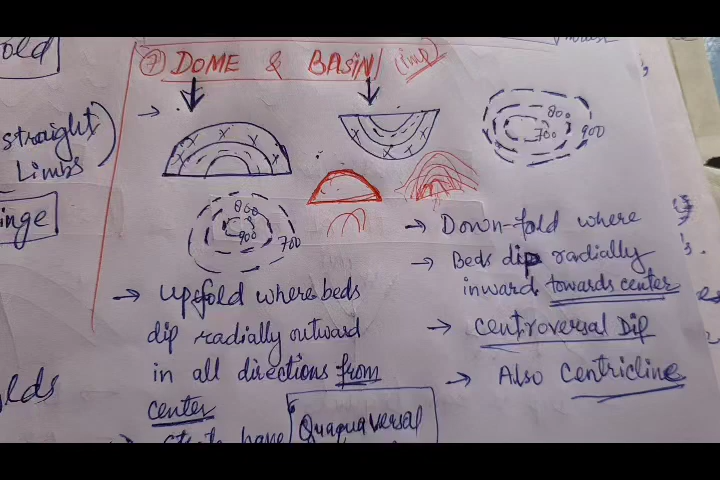 old
straight
Limbs
inge
lds
7 DOME & BASIN (imp)
800
900
700
→ upfold where beds
dip radially outward
in all directions from
center
have Quaquaversal
800
700
900
→ Down-fold where
→ Beds dip radially
inward towards center
→ centroversal Dip
→ Also Centricline